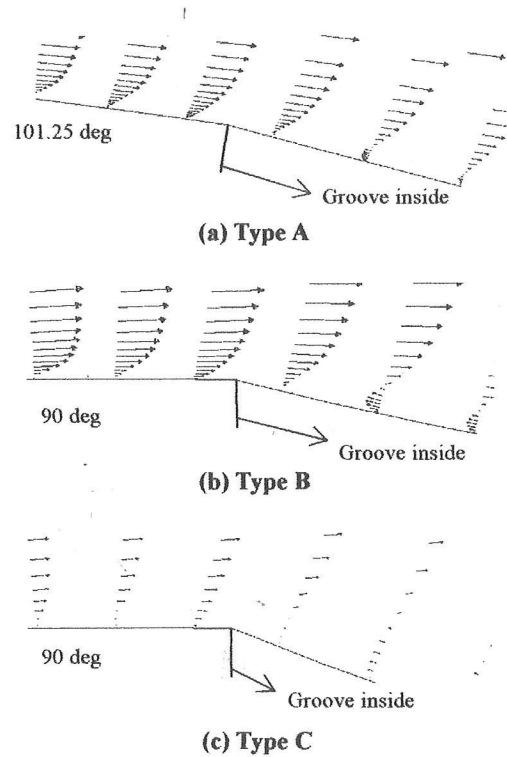 101.25 deg
Groove inside
(a) Type A
90 deg
Groove inside
(b) Type B
90 deg
Groove inside
(c) Type C